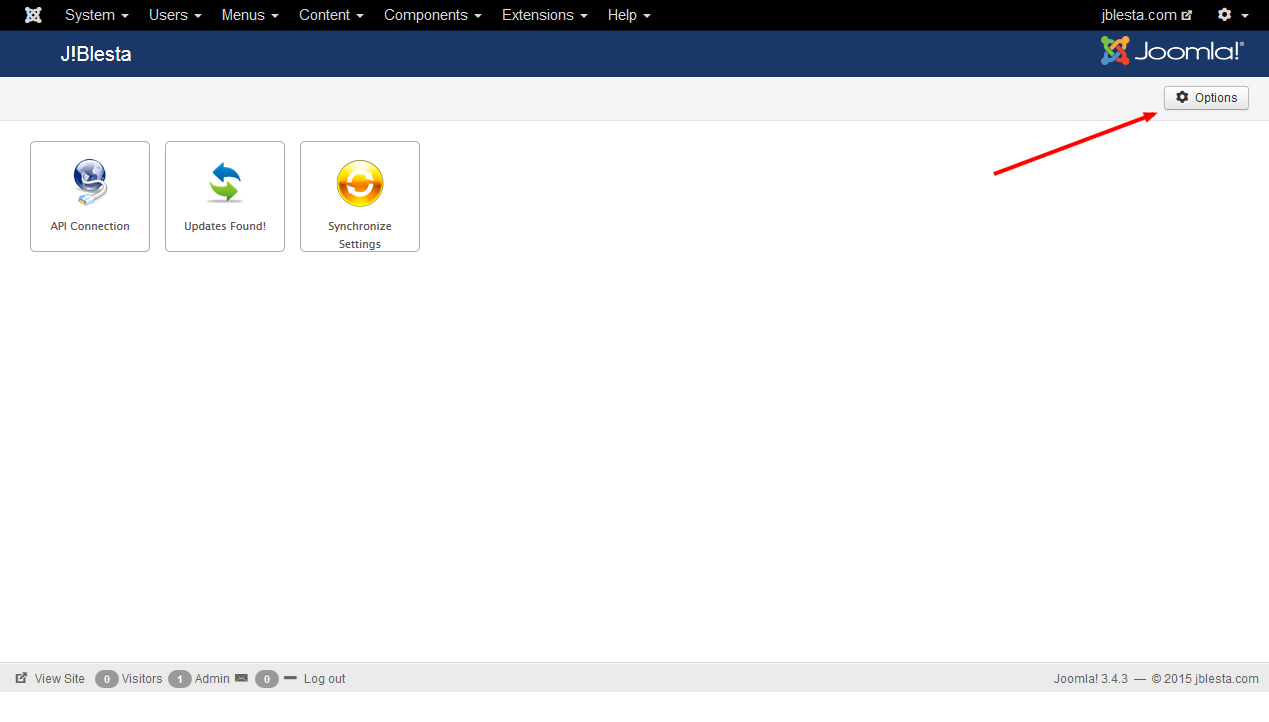 System Users Menus Content Components Extensions Help jblesta.com
J!Blesta Joomla!®
Options
API Connection Updates Found! Synchronize
Settings
View Site 0 Visitors 1 Admin 0 Log out Joomla! 3.4.3 — © 2015 jblesta.com